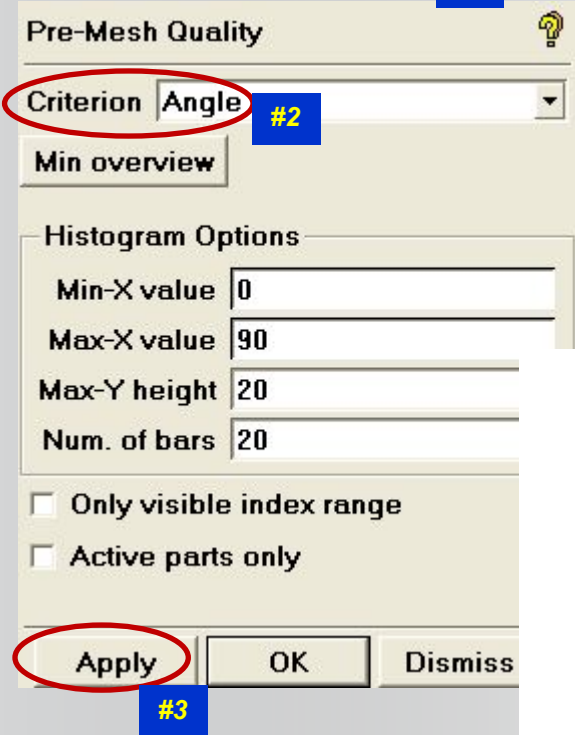 Pre-Mesh Quality
Criterion Angle
#2
Min overview
Histogram Options
Min-X value 0
Max-X value 90
Max-Y height 20
Num. of bars 20
Only visible index range
Active parts only
Apply OK Dismiss
#3